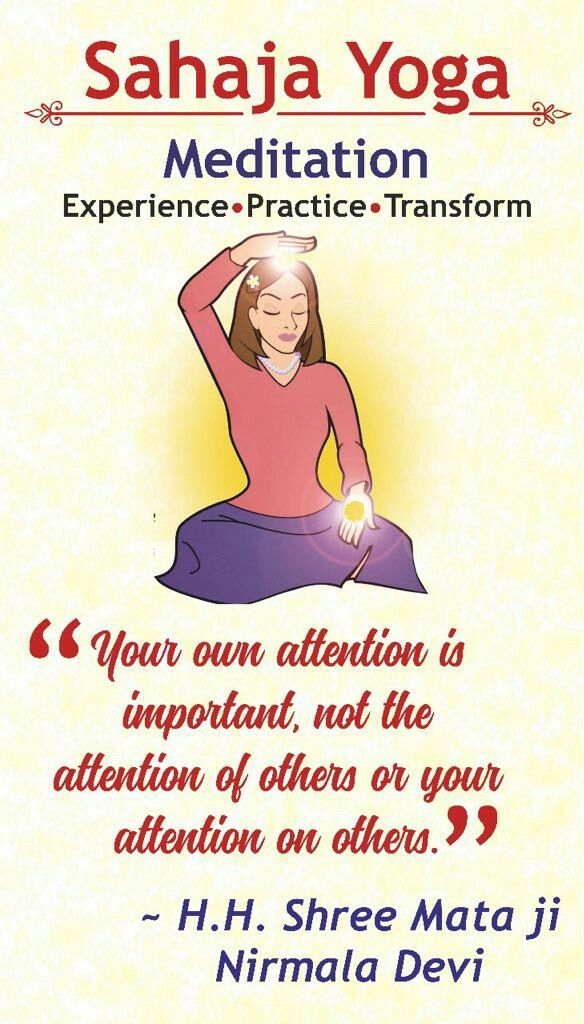 Sahaja Yoga
Meditation
Experience•Practice•Transform
“Your own attention is
important, not the
attention of others or your
attention on others.”
~ H.H. Shree Mata ji
Nirmala Devi